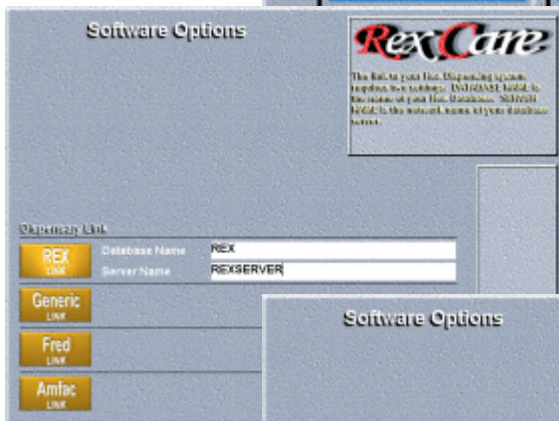 Software Options
Rex Care
The link to your Rex Dispensing system
requires two settings. DATABASE NAME is
the name of your Rex Database. SERVER
NAME is the network name of your database
server.
Dispensary Link
REX
LINK
Database Name
REX
Server Name
REXSERVER
Generic
LINK
Fred
LINK
Amfac
LINK
Software Options